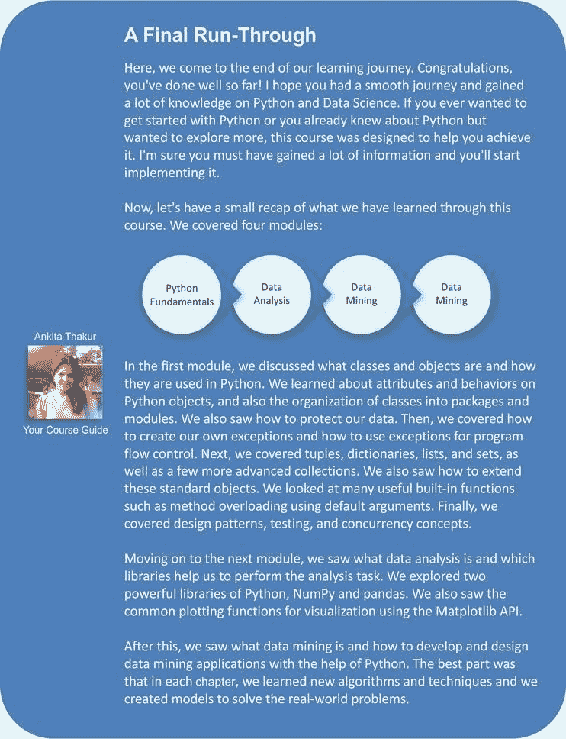 A Final Run-Through
Here, we come to the end of our learning journey. Congratulations,
you've done well so far! I hope you had a smooth journey and gained
a lot of knowledge on Python and Data Science. If you ever wanted to
get started with Python or you already knew about Python but
wanted to explore more, this course was designed to help you achieve
it. I'm sure you must have gained a lot of information and you'll start
implementing it.
Now, let's have a small recap of what we have learned through this
course. We covered four modules:
Python
Fundamentals
Data
Analysis
Data
Mining
Data
Mining
Ankita Thakur
Your Course Guide
In the first module, we discussed what classes and objects are and how
they are used in Python. We learned about attributes and behaviors on
Python objects, and also the organization of classes into packages and
modules. We also saw how to protect our data. Then, we covered how
to create our own exceptions and how to use exceptions for program
flow control. Next, we covered tuples, dictionaries, lists, and sets, as
well as a few more advanced collections. We also saw how to extend
these standard objects. We looked at many useful built-in functions
such as method overloading using default arguments. Finally, we
covered design patterns, testing, and concurrency concepts.
Moving on to the next module, we saw what data analysis is and which
libraries help us to perform the analysis task. We explored two
powerful libraries of Python, NumPy and pandas. We also saw the
common plotting functions for visualization using the Matplotlib API.
After this, we saw what data mining is and how to develop and design
data mining applications with the help of Python. The best part was
that in each chapter, we learned new algorithms and techniques and we
created models to solve the real-world problems.